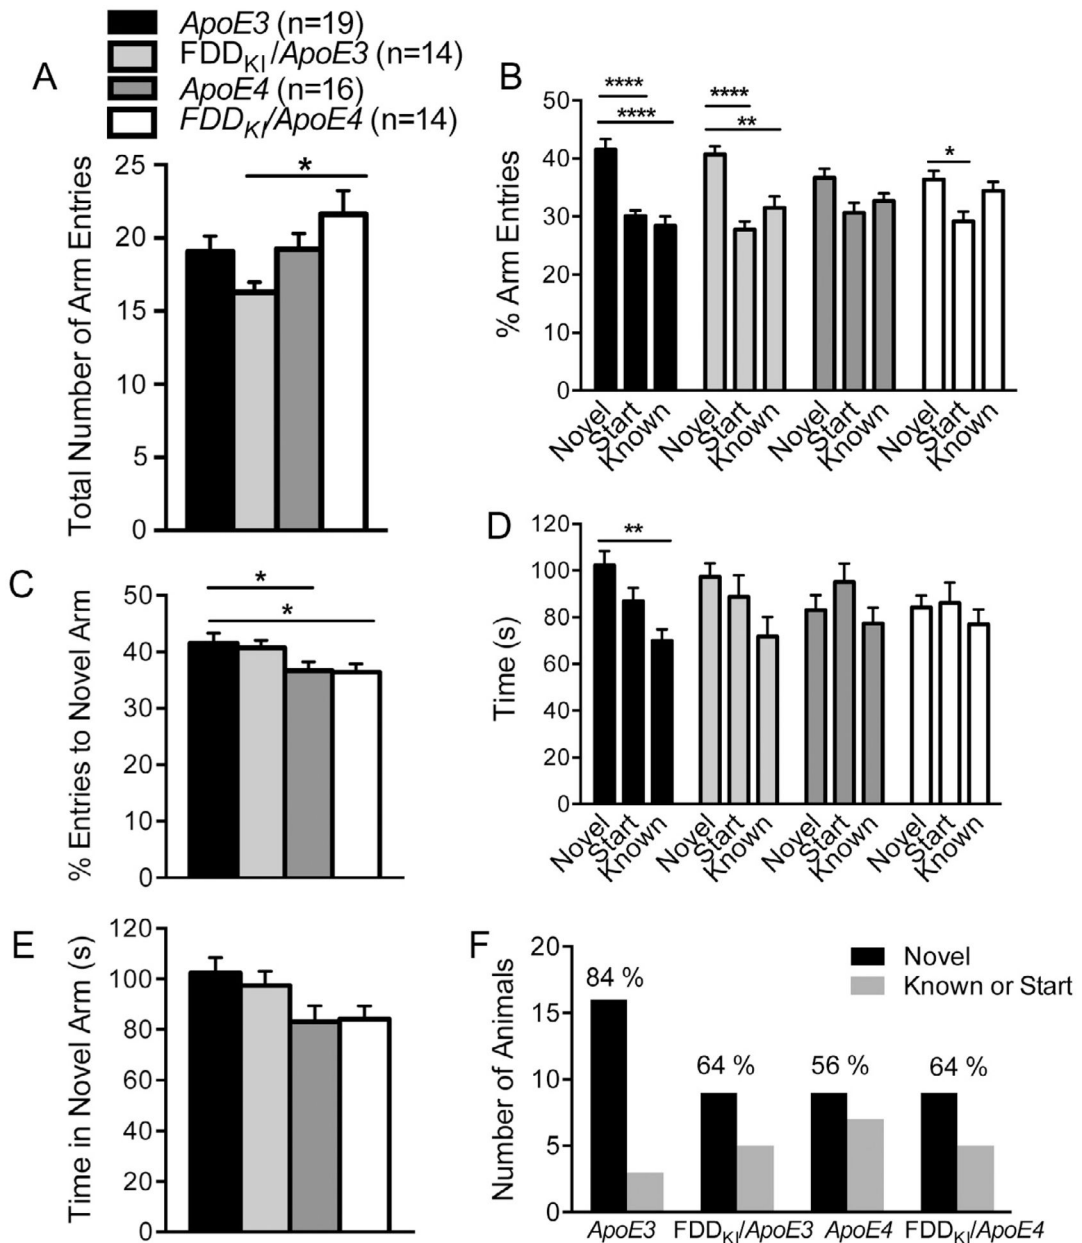 ApoE3 (n=19)
FDDKI/ApoE3 (n=14)
ApoE4 (n=16)
FDDKI/ApoE4 (n=14)
A
Total Number of Arm Entries
25
20
15
10
5
0
*
B
% Arm Entries
50
40
30
20
10
0
****
****
****
**
*
Novel
Start
Known
Novel
Start
Known
Novel
Start
Known
Novel
Start
Known
C
% Entries to Novel Arm
50
40
30
20
10
0
*
*
D
Time (s)
120
100
80
60
40
20
0
**
Novel
Start
Known
Novel
Start
Known
Novel
Start
Known
Novel
Start
Known
E
Time in Novel Arm (s)
120
100
80
60
40
20
0
F
Number of Animals
20
15
10
5
0
Novel
Known or Start
84 %
64 %
56 %
64 %
ApoE3
FDDKI/ApoE3
ApoE4
FDDKI/ApoE4